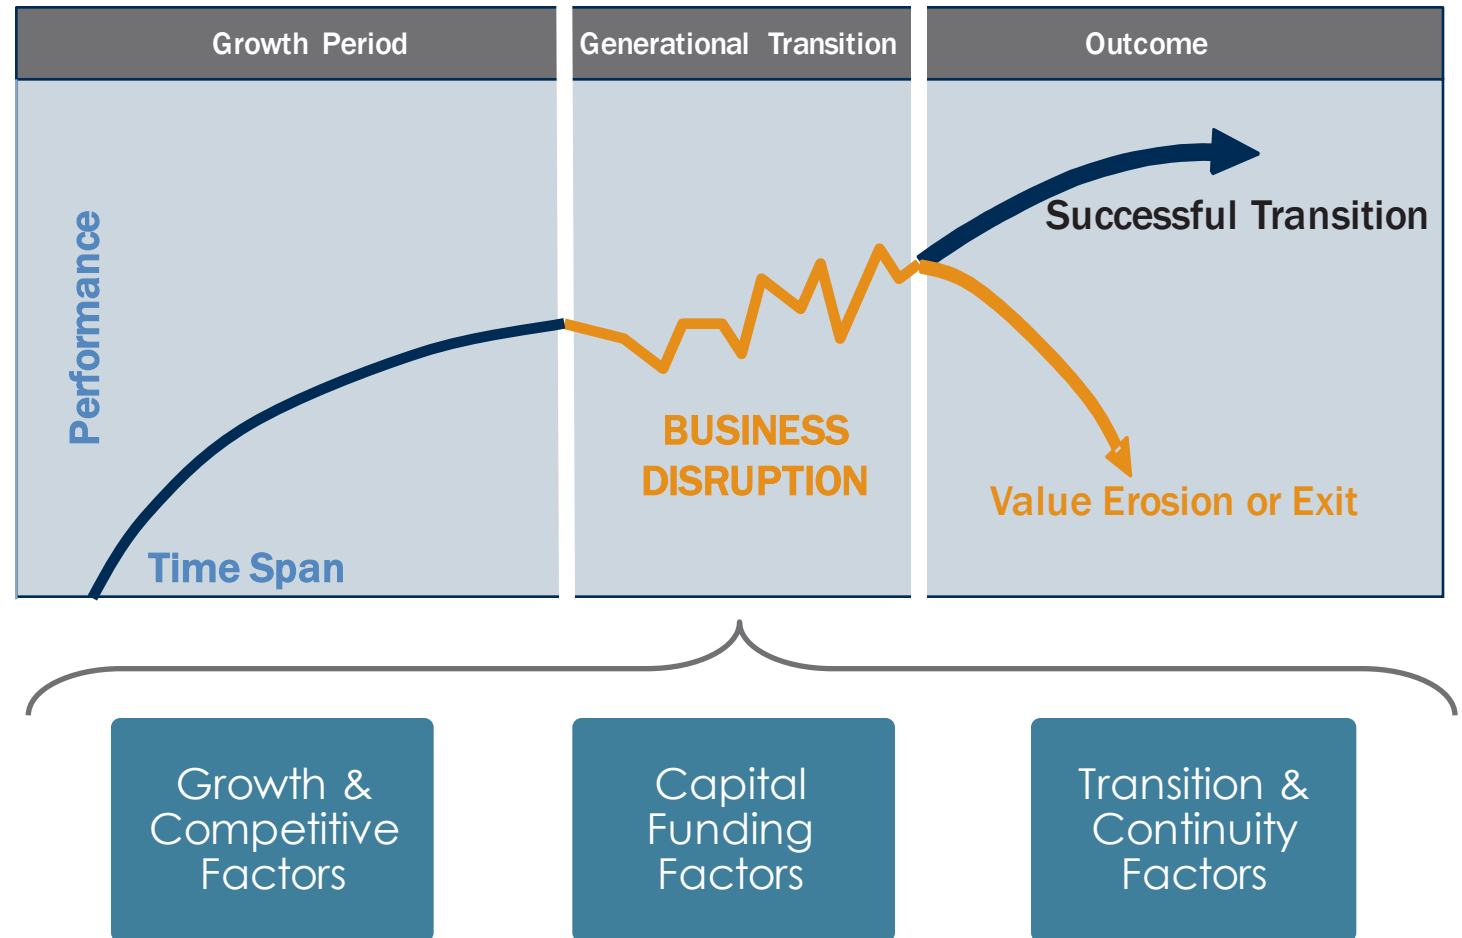 Growth Period
Generational Transition
Outcome
Performance
Time Span
BUSINESS
DISRUPTION
Successful Transition
Value Erosion or Exit
Growth &
Competitive
Factors
Capital
Funding
Factors
Transition &
Continuity
Factors